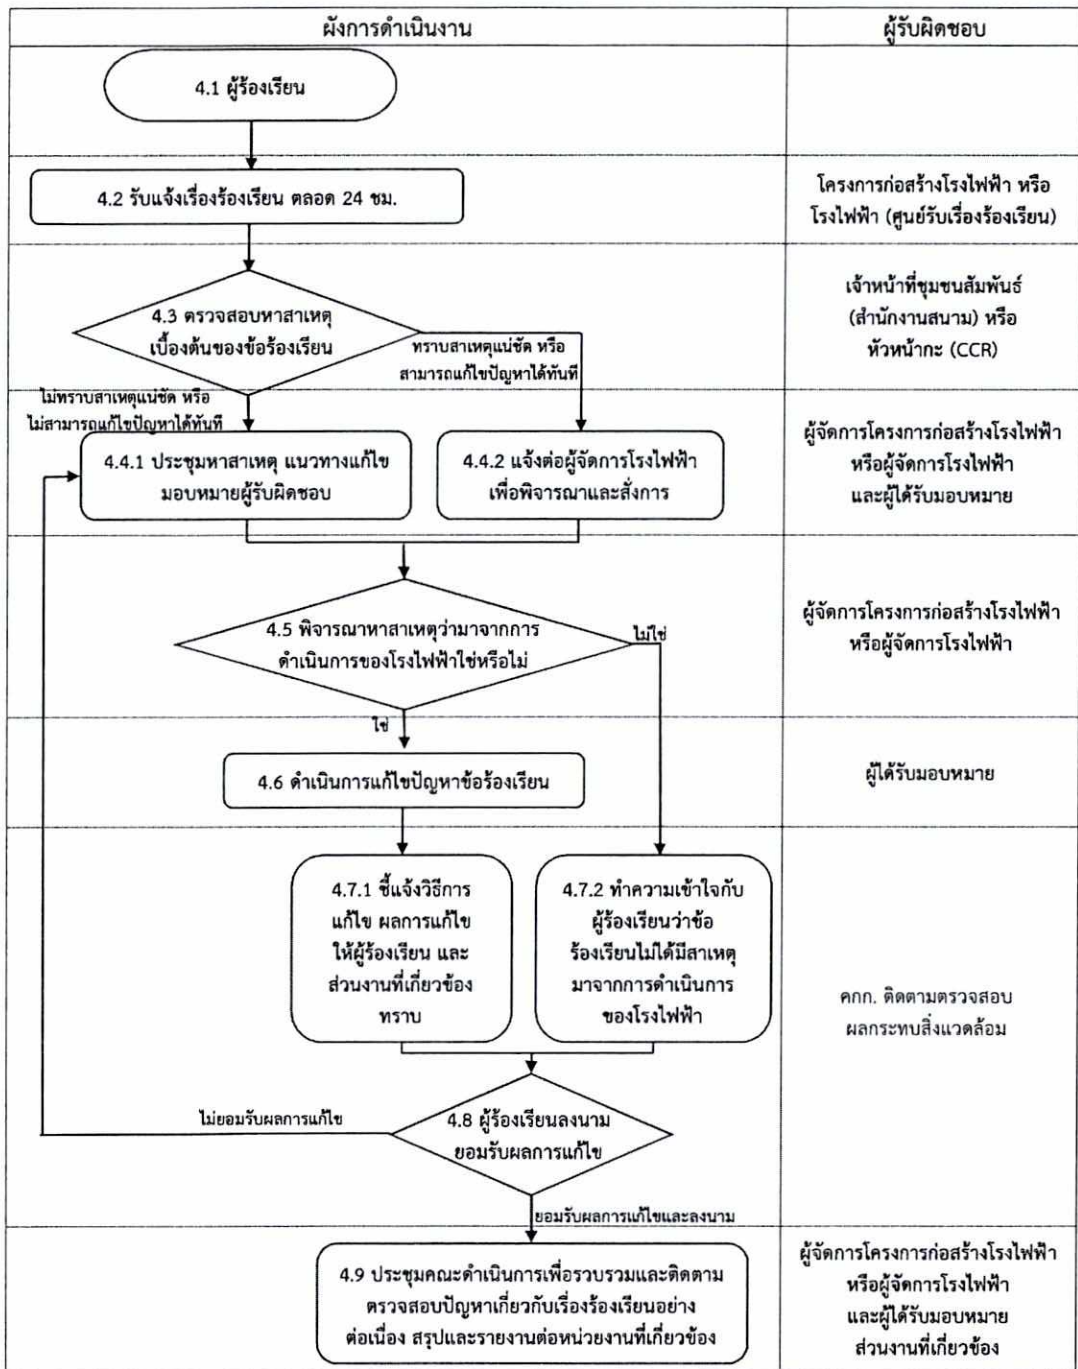 ผังการดำเนินงาน
ผู้รับผิดชอบ
4.1 ผู้ร้องเรียน
4.2 รับแจ้งเรื่องร้องเรียน ตลอด 24 ชม.
โครงการก่อสร้างโรงไฟฟ้า หรือ
โรงไฟฟ้า (ศูนย์รับเรื่องร้องเรียน)
4.3 ตรวจสอบหาสาเหตุ
เบื้องต้นของข้อร้องเรียน
ทราบสาเหตุแน่ชัด หรือ
สามารถแก้ไขปัญหาได้ทันที
เจ้าหน้าที่ชุมชนสัมพันธ์
(สำนักงานสนาม) หรือ
หัวหน้ากะ (CCR)
ไม่ทราบสาเหตุแน่ชัด หรือ
ไม่สามารถแก้ไขปัญหาได้ทันที
4.4.1 ประชุมหาสาเหตุ แนวทางแก้ไข
มอบหมายผู้รับผิดชอบ
4.4.2 แจ้งต่อผู้จัดการโรงไฟฟ้า
เพื่อพิจารณาและสั่งการ
ผู้จัดการโครงการก่อสร้างโรงไฟฟ้า
หรือผู้จัดการโรงไฟฟ้า
และผู้ได้รับมอบหมาย
4.5 พิจารณาหาสาเหตุว่ามาจากการ
ดำเนินการของโรงไฟฟ้าใช่หรือไม่
ไม่ใช่
ใช่
ผู้จัดการโครงการก่อสร้างโรงไฟฟ้า
หรือผู้จัดการโรงไฟฟ้า
4.6 ดำเนินการแก้ไขปัญหาข้อร้องเรียน
ผู้ได้รับมอบหมาย
4.7.1 ชี้แจงวิธีการ
แก้ไข ผลการแก้ไข
ให้ผู้ร้องเรียน และ
ส่วนงานที่เกี่ยวข้อง
ทราบ
4.7.2 ทำความเข้าใจกับ
ผู้ร้องเรียนว่าข้อ
ร้องเรียนไม่ได้มีสาเหตุ
มาจากการดำเนินการ
ของโรงไฟฟ้า
คกก. ติดตามตรวจสอบ
ผลกระทบสิ่งแวดล้อม
ไม่ยอมรับผลการแก้ไข
4.8 ผู้ร้องเรียนลงนาม
ยอมรับผลการแก้ไข
ยอมรับผลการแก้ไขและลงนาม
4.9 ประชุมคณะดำเนินการเพื่อรวบรวมและติดตาม
ตรวจสอบปัญหาเกี่ยวกับเรื่องร้องเรียนอย่าง
ต่อเนื่อง สรุปและรายงานต่อหน่วยงานที่เกี่ยวข้อง
ผู้จัดการโครงการก่อสร้างโรงไฟฟ้า
หรือผู้จัดการโรงไฟฟ้า
และผู้ได้รับมอบหมาย
ส่วนงานที่เกี่ยวข้อง